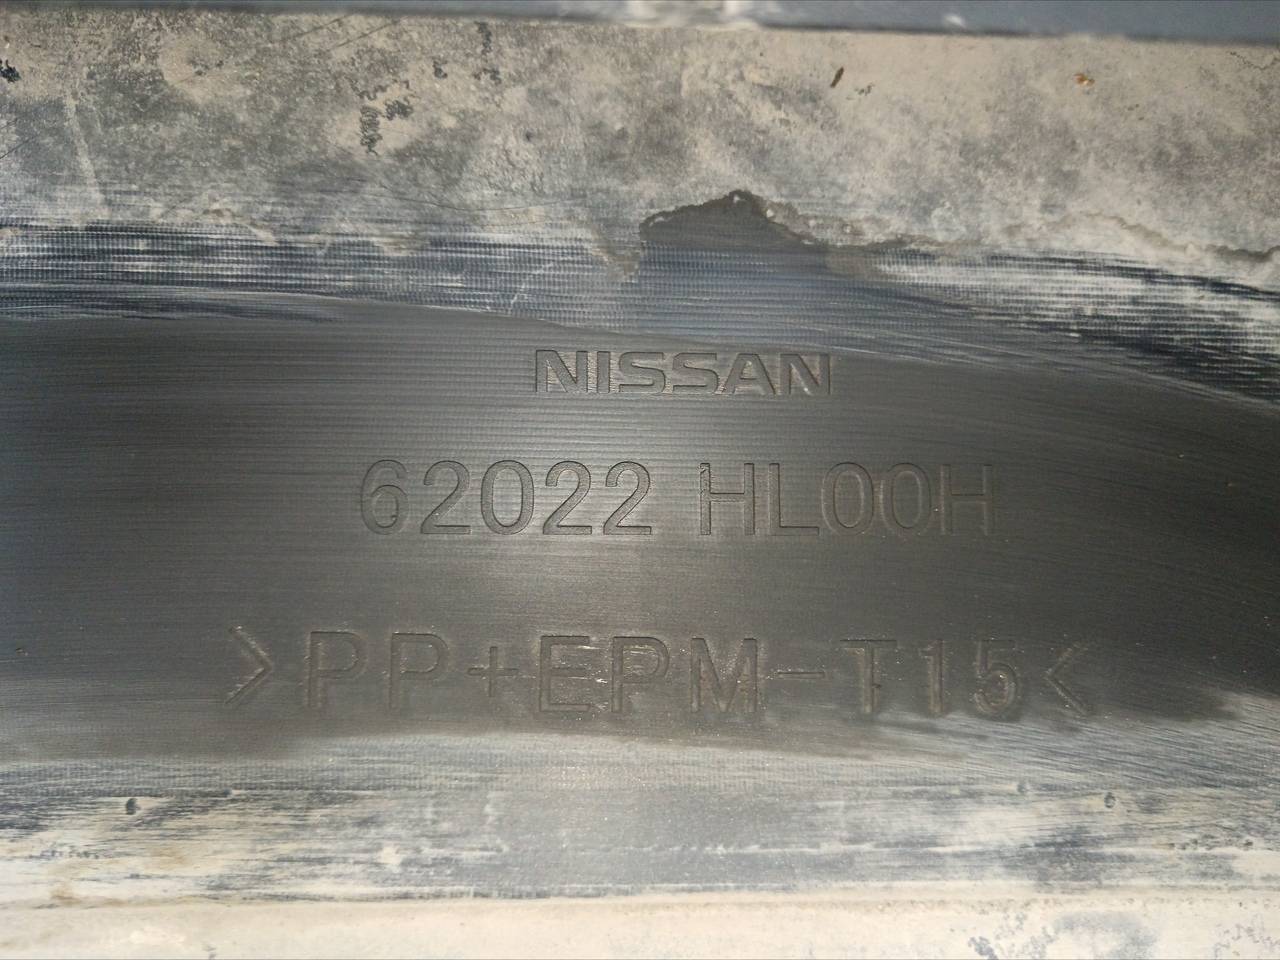 NISSAN
62022 HL00H
>PP+EPM-T15<